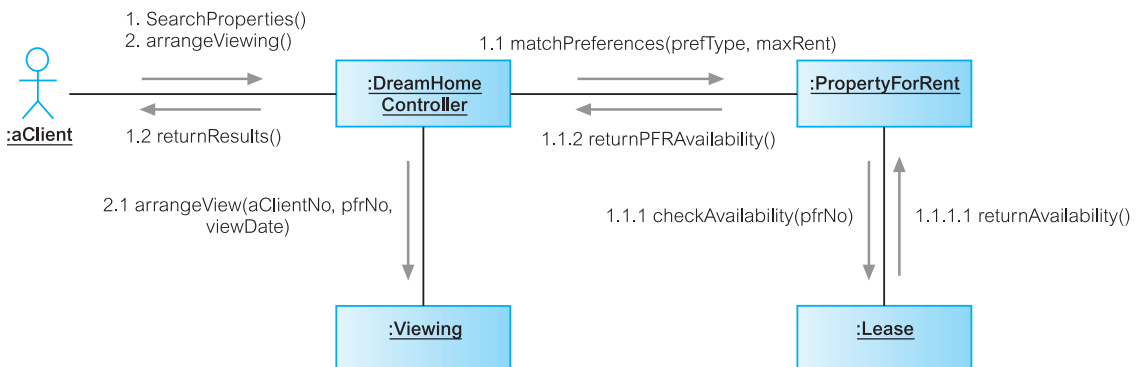 1. SearchProperties()
2. arrangeViewing()
1.1 matchPreferences(prefType, maxRent)
:DreamHome
Controller
:PropertyForRent
:aClient
1.2 returnResults()
1.1.2 returnPFRAvailability()
2.1 arrangeView(aClientNo, pfrNo,
viewDate)
1.1.1 checkAvailability(pfrNo)
1.1.1.1 returnAvailability()
:Viewing
:Lease